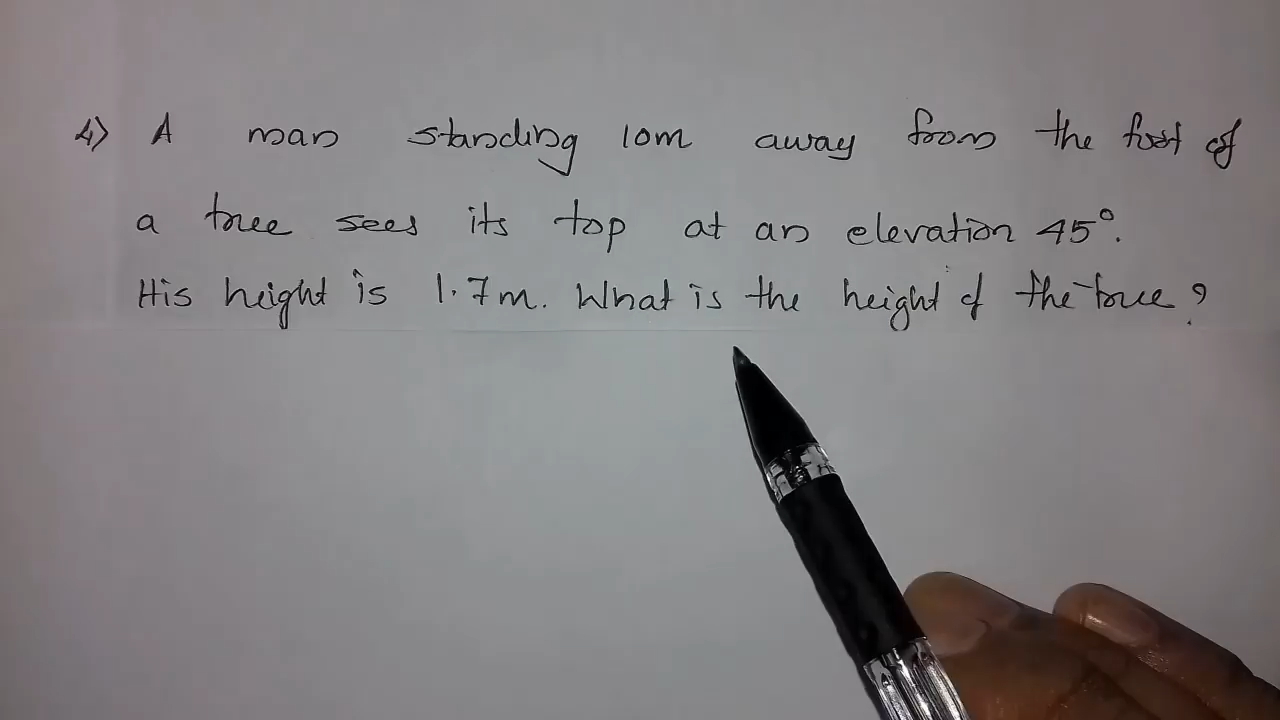 4) A man standing 10m away from the foot of
a tree sees its top at an elevation 45°.
His height is 1.7m. What is the height of the tree?